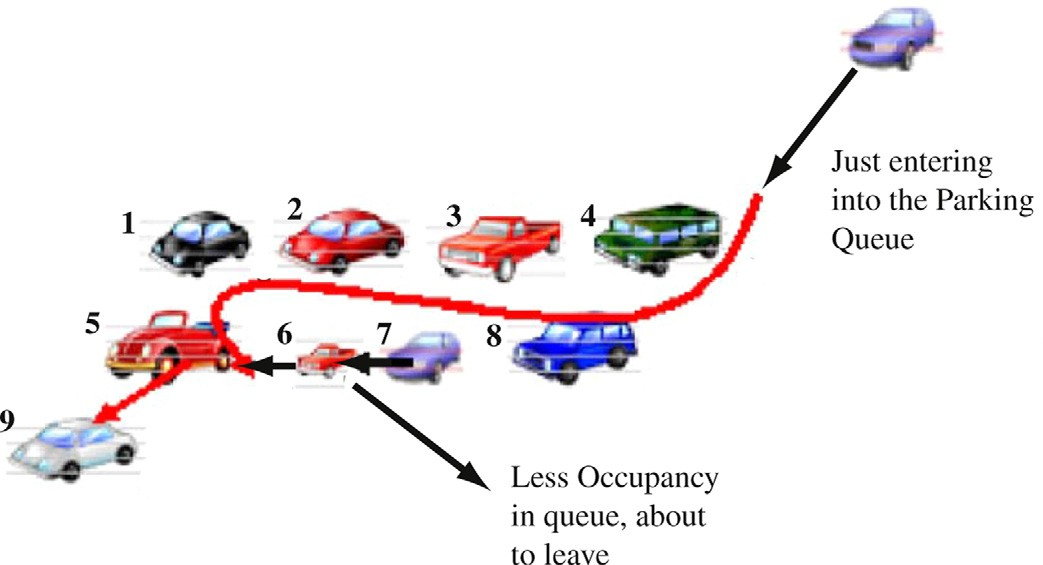 Just entering
into the Parking
Queue
1
2
3
4
5
6
7
8
9
Less Occupancy
in queue, about
to leave